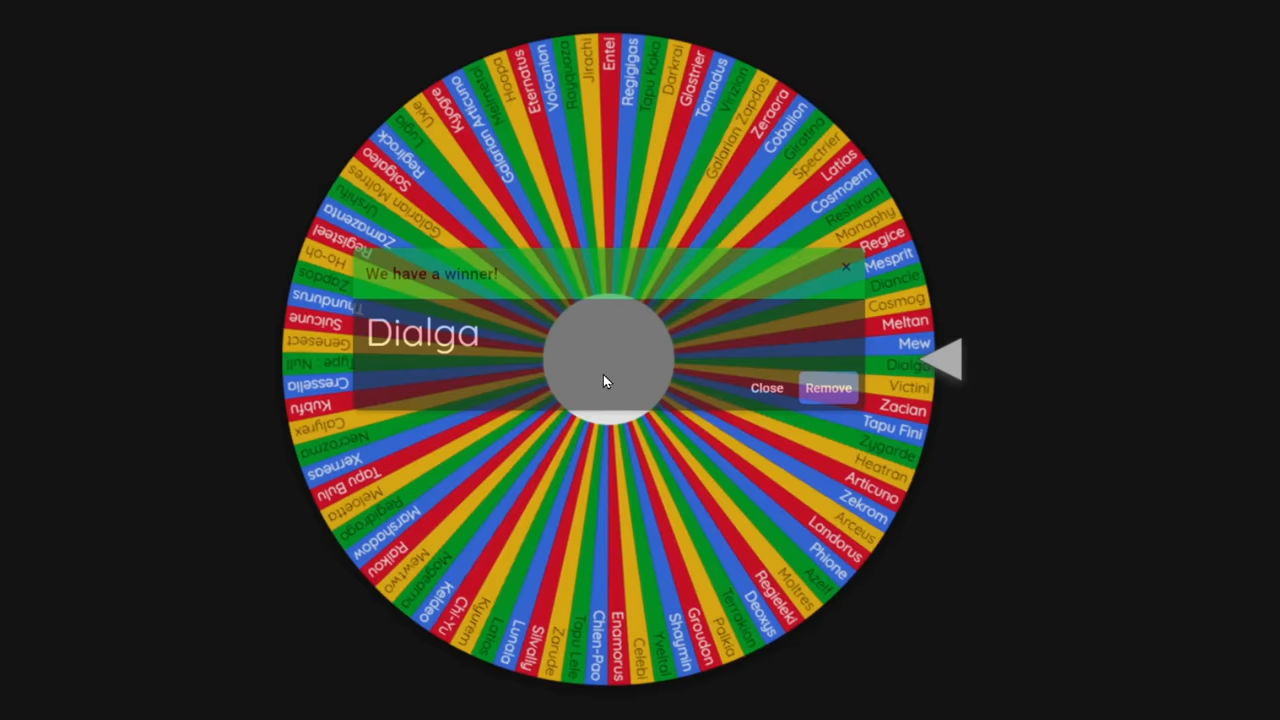 We have a winner!
×
Dialga
Close
Remove
Entei
Regigigas
Tapu Koko
Darkrai
Glastrier
Tornadus
Virizion
Galarian Zapdos
Zeraora
Cobalion
Giratina
Spectrier
Latias
Cosmoem
Reshiram
Manaphy
Regice
Mesprit
Diancie
Cosmog
Meltan
Mew
Dialga
Victini
Zacian
Tapu Fini
Zygarde
Heatran
Articuno
Zekrom
Arceus
Landorus
Phione
Azelf
Moltres
Regieleki
Deoxys
Terrakion
Palkia
Groudon
Shaymin
Yveltal
Celebi
Enamorus
Chien-Pao
Tapu Lele
Zarude
Silvally
Lunala
Latios
Kyurem
Chi-Yu
Keldeo
Magearna
Mewtwo
Raikou
Marshadow
Regidrago
Meloetta
Tapu Bulu
Xerneas
Necrozma
Calyrex
Kubfu
Cresselia
Type : Null
Genesect
Suicune
Thundurus
Zapdos
Ho-oh
Registeel
Zamazenta
Urshifu
Galarian Moltres
Solgaleo
Regirock
Lugia
Uxie
Kyogre
Galarian Articuno
Melmetal
Hoopa
Eternatus
Volcanion
Rayquaza
Jirachi